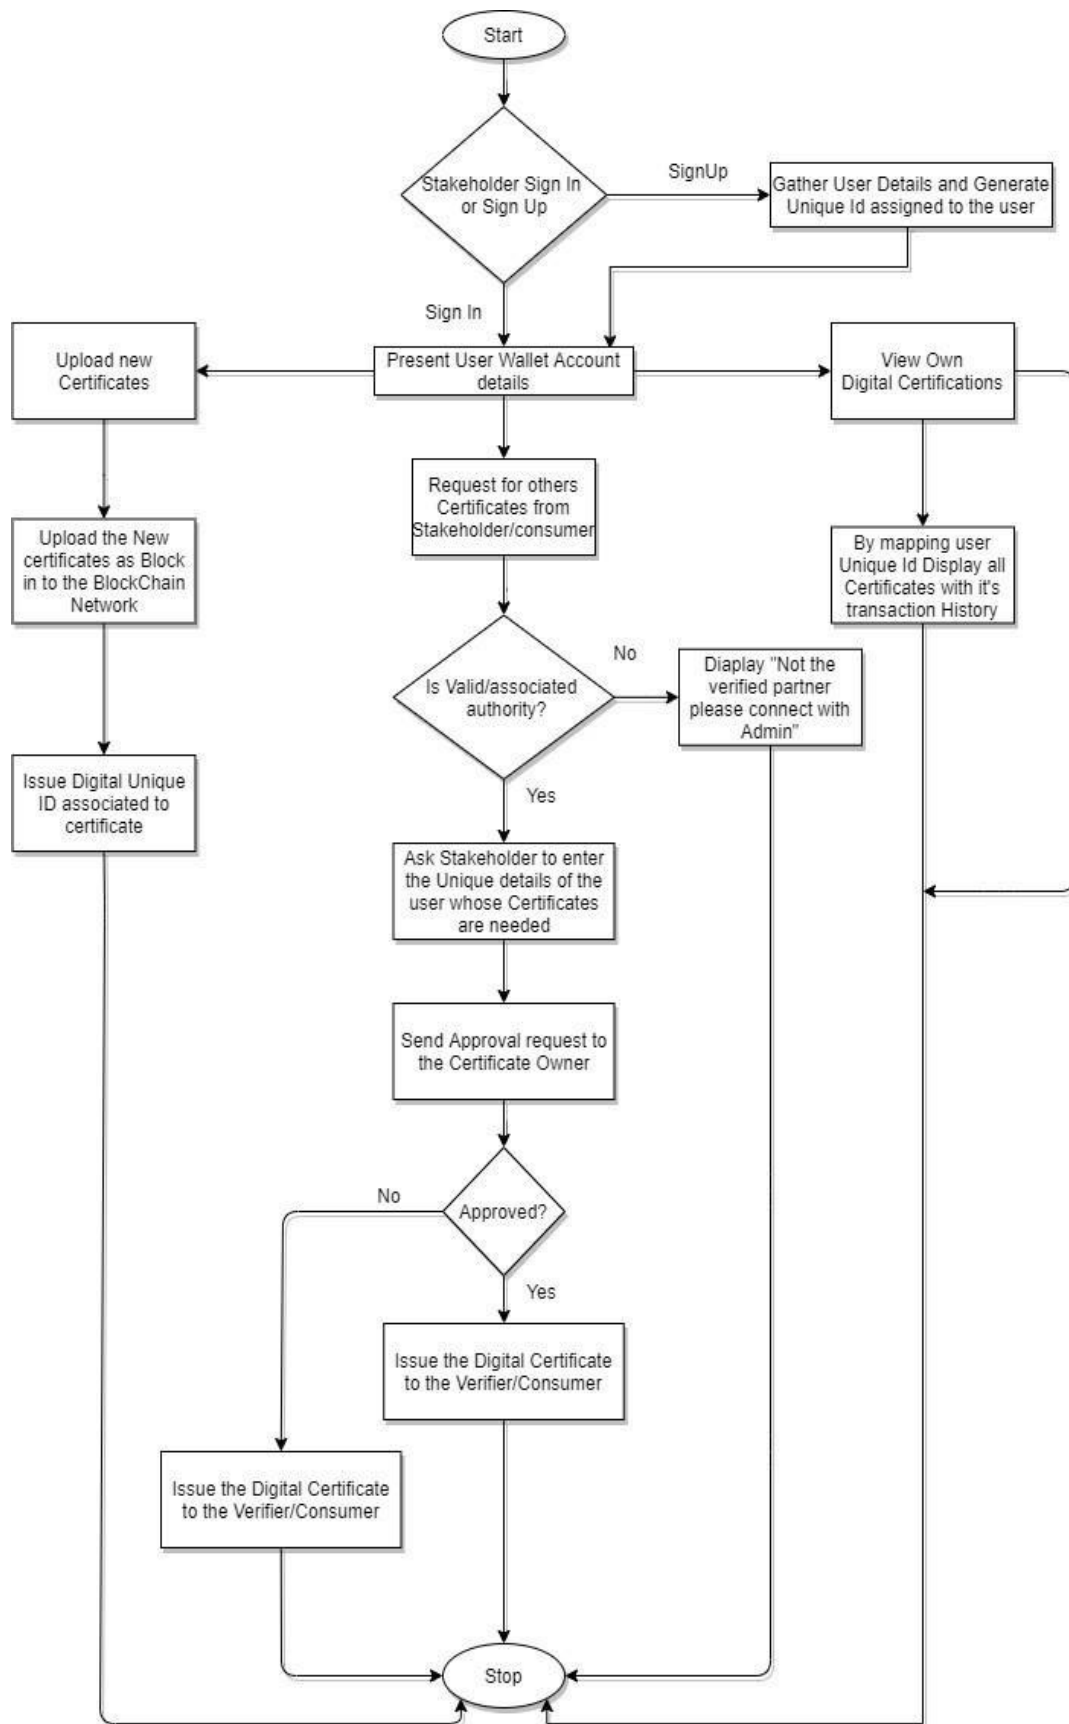 Start
Stakeholder Sign In
or Sign Up
SignUp
Gather User Details and Generate
Unique Id assigned to the user
Sign In
Upload new
Certificates
Present User Wallet Account
details
View Own
Digital Certifications
Request for others
Certificates from
Stakeholder/consumer
Upload the New
certificates as Block
in to the BlockChain
Network
By mapping user
Unique Id Display all
Certificates with it's
transaction History
Is Valid/associated
authority?
No
Diaplay "Not the
verified partner
please connect with
Admin"
Yes
Issue Digital Unique
ID associated to
certificate
Ask Stakeholder to enter
the Unique details of the
user whose Certificates
are needed
Send Approval request to
the Certificate Owner
Approved?
No
Yes
Issue the Digital Certificate
to the Verifier/Consumer
Issue the Digital Certificate
to the Verifier/Consumer
Stop